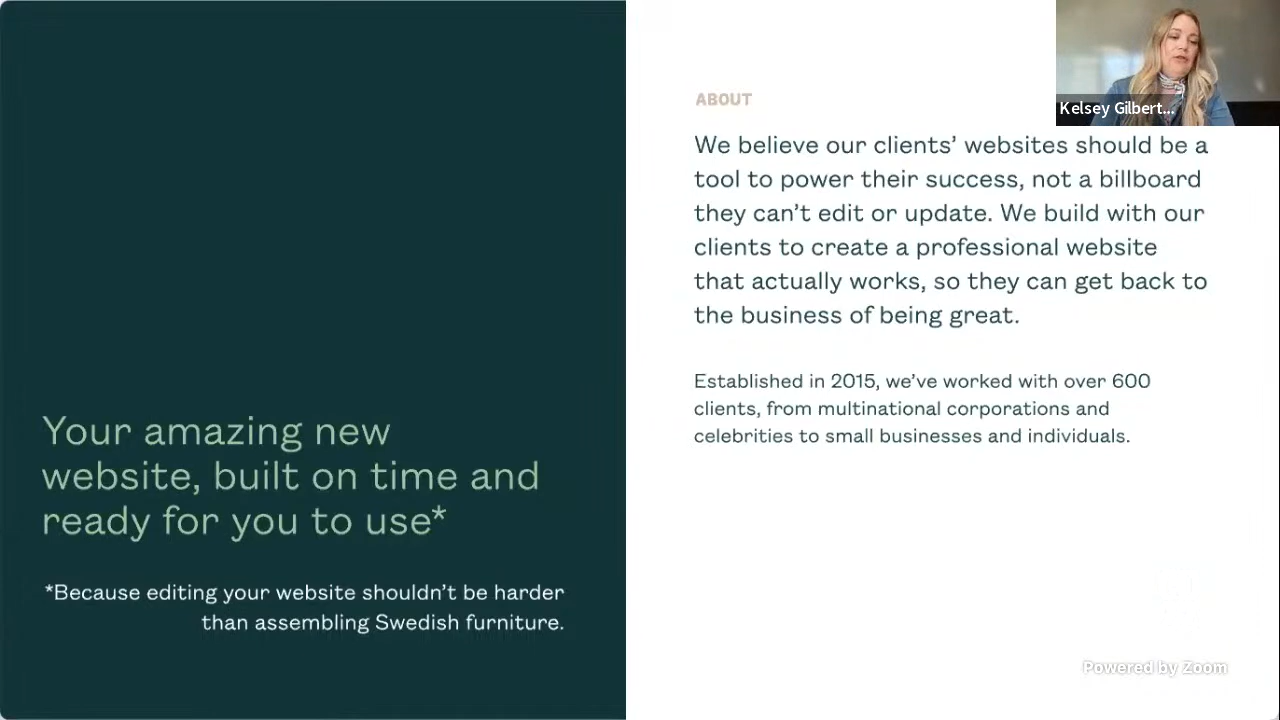 Your amazing new
website, built on time and
ready for you to use*
*Because editing your website shouldn’t be harder
than assembling Swedish furniture.
ABOUT
We believe our clients’ websites should be a
tool to power their success, not a billboard
they can’t edit or update. We build with our
clients to create a professional website
that actually works, so they can get back to
the business of being great.
Established in 2015, we’ve worked with over 600
clients, from multinational corporations and
celebrities to small businesses and individuals.
Kelsey Gilbert...
Powered by Zoom